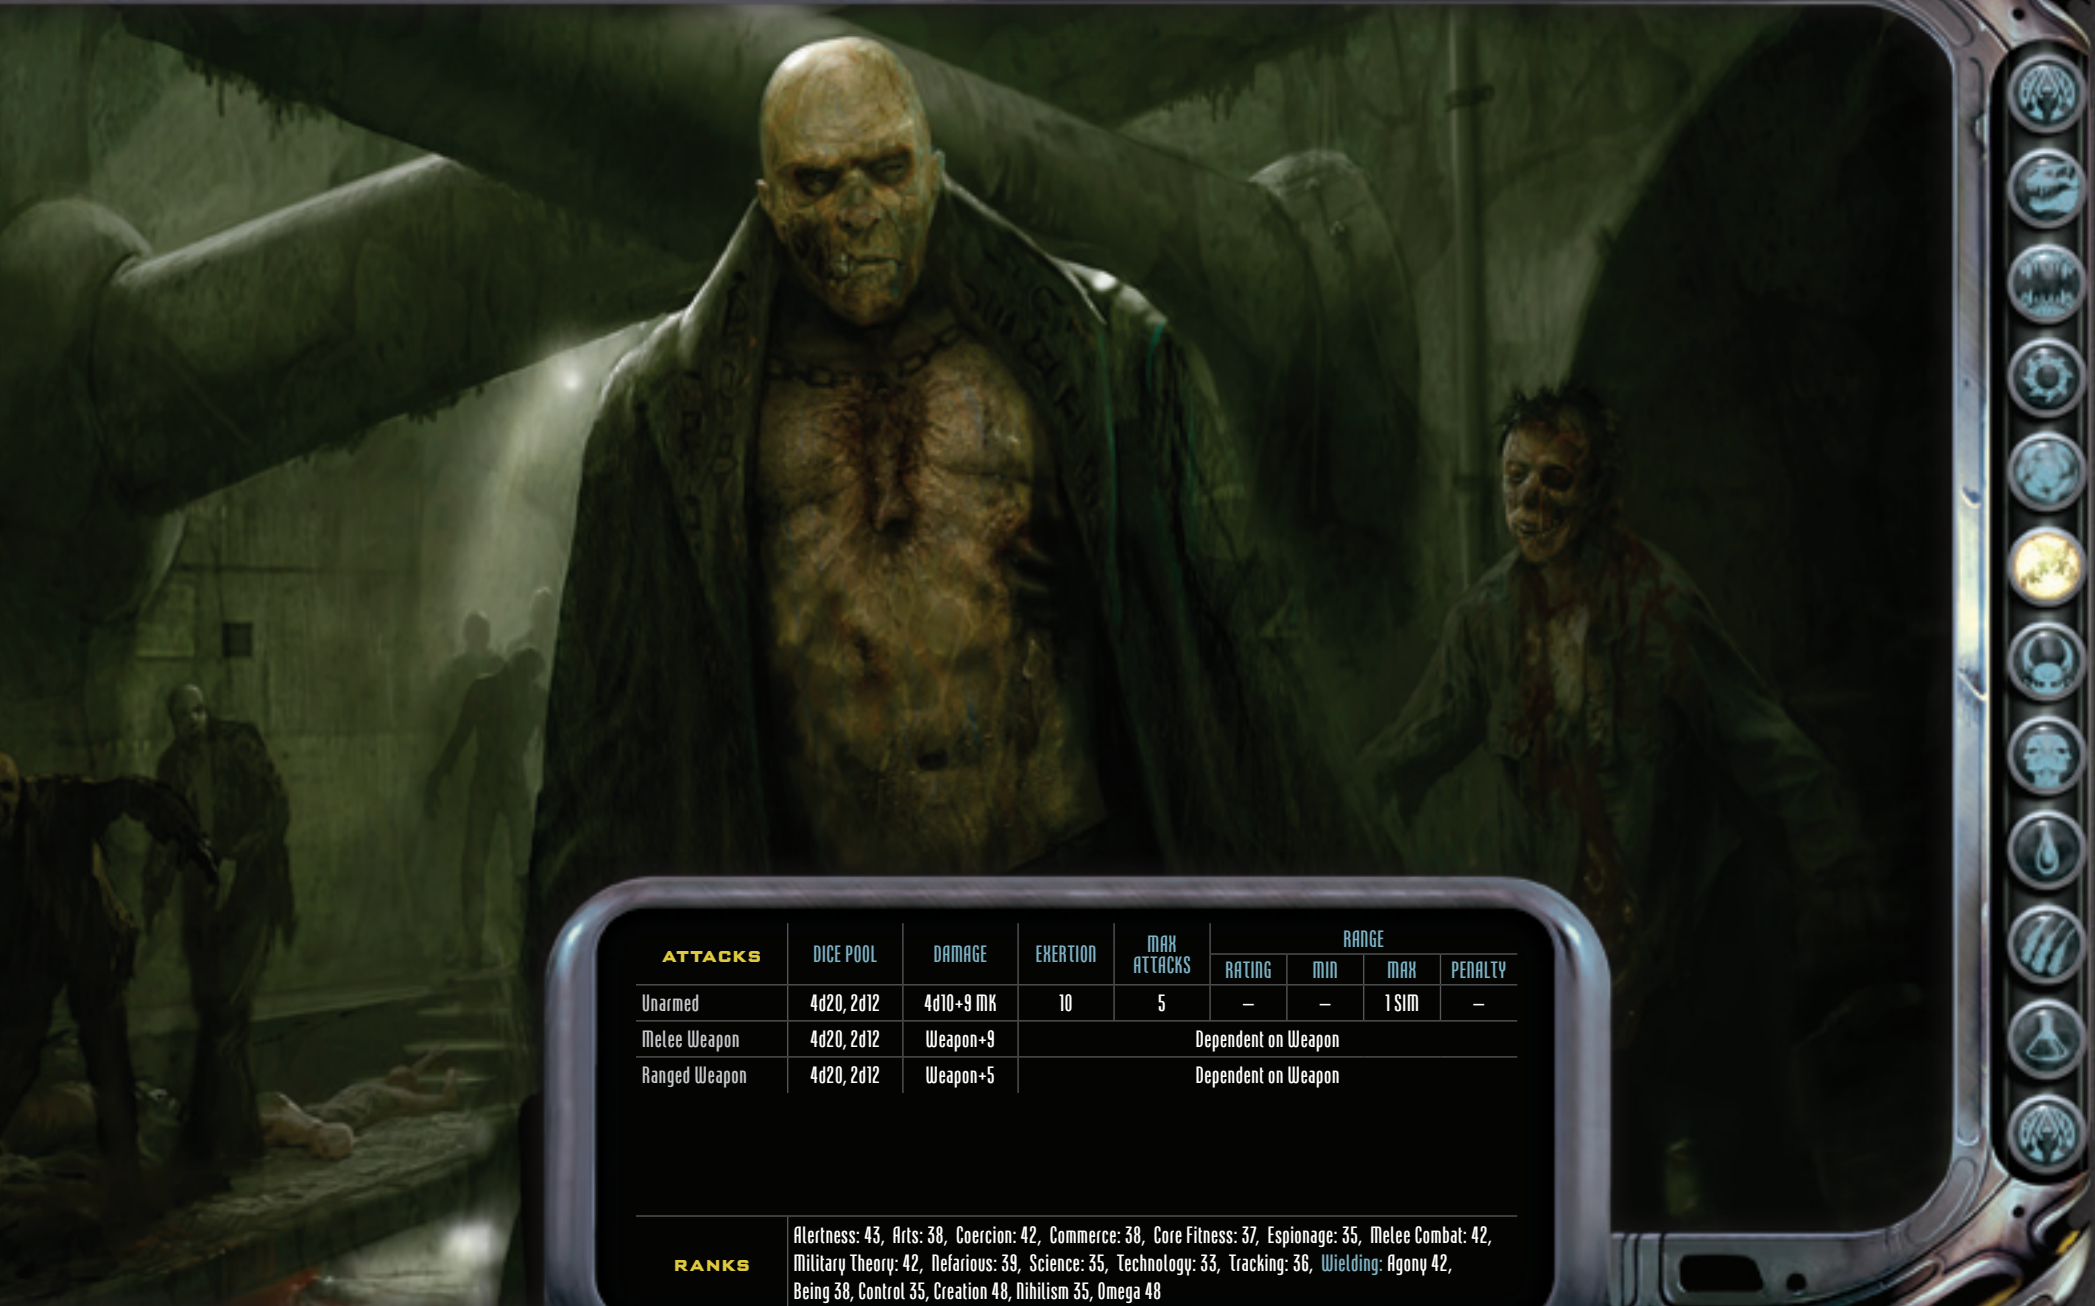 ATTACKS DICE POOL DAMAGE EXERTION MAX ATTACKS RANGE
RATING MIN MAX PENALTY
Unarmed 4d20, 2d12 4d10+9 MK 10 5 – – 1 SIM –
Melee Weapon 4d20, 2d12 Weapon+9 Dependent on Weapon
Ranged Weapon 4d20, 2d12 Weapon+5 Dependent on Weapon
RANKS
Alertness: 43, Arts: 38, Coercion: 42, Commerce: 38, Core Fitness: 37, Espionage: 35, Melee Combat: 42,
Military Theory: 42, Nefarious: 39, Science: 35, Technology: 33, Tracking: 36, Wielding: Agony 42,
Being 38, Control 35, Creation 48, Nihilism 35, Omega 48